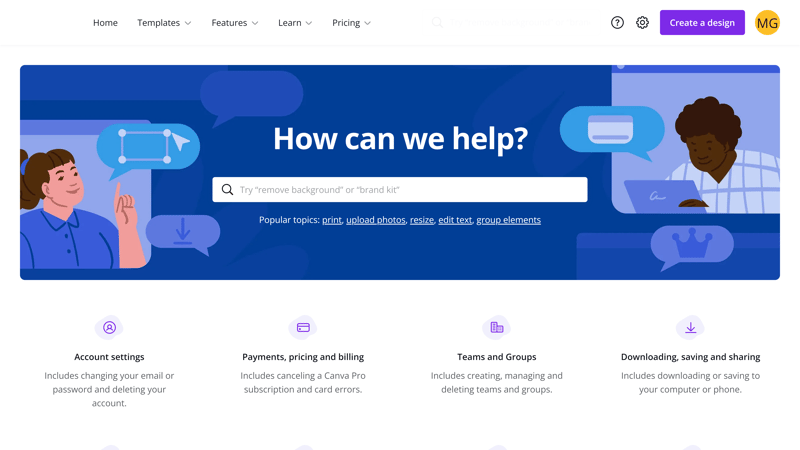 Home Templates Features Learn Pricing Create a design MG
How can we help?
Try “remove background” or “brand kit”
Popular topics: print, upload photos, resize, edit text, group elements
Account settings
Includes changing your email or
password and deleting your
account.
Payments, pricing and billing
Includes canceling a Canva Pro
subscription and card errors.
Teams and Groups
Includes creating, managing and
deleting teams and groups.
Downloading, saving and sharing
Includes downloading or saving to
your computer or phone.